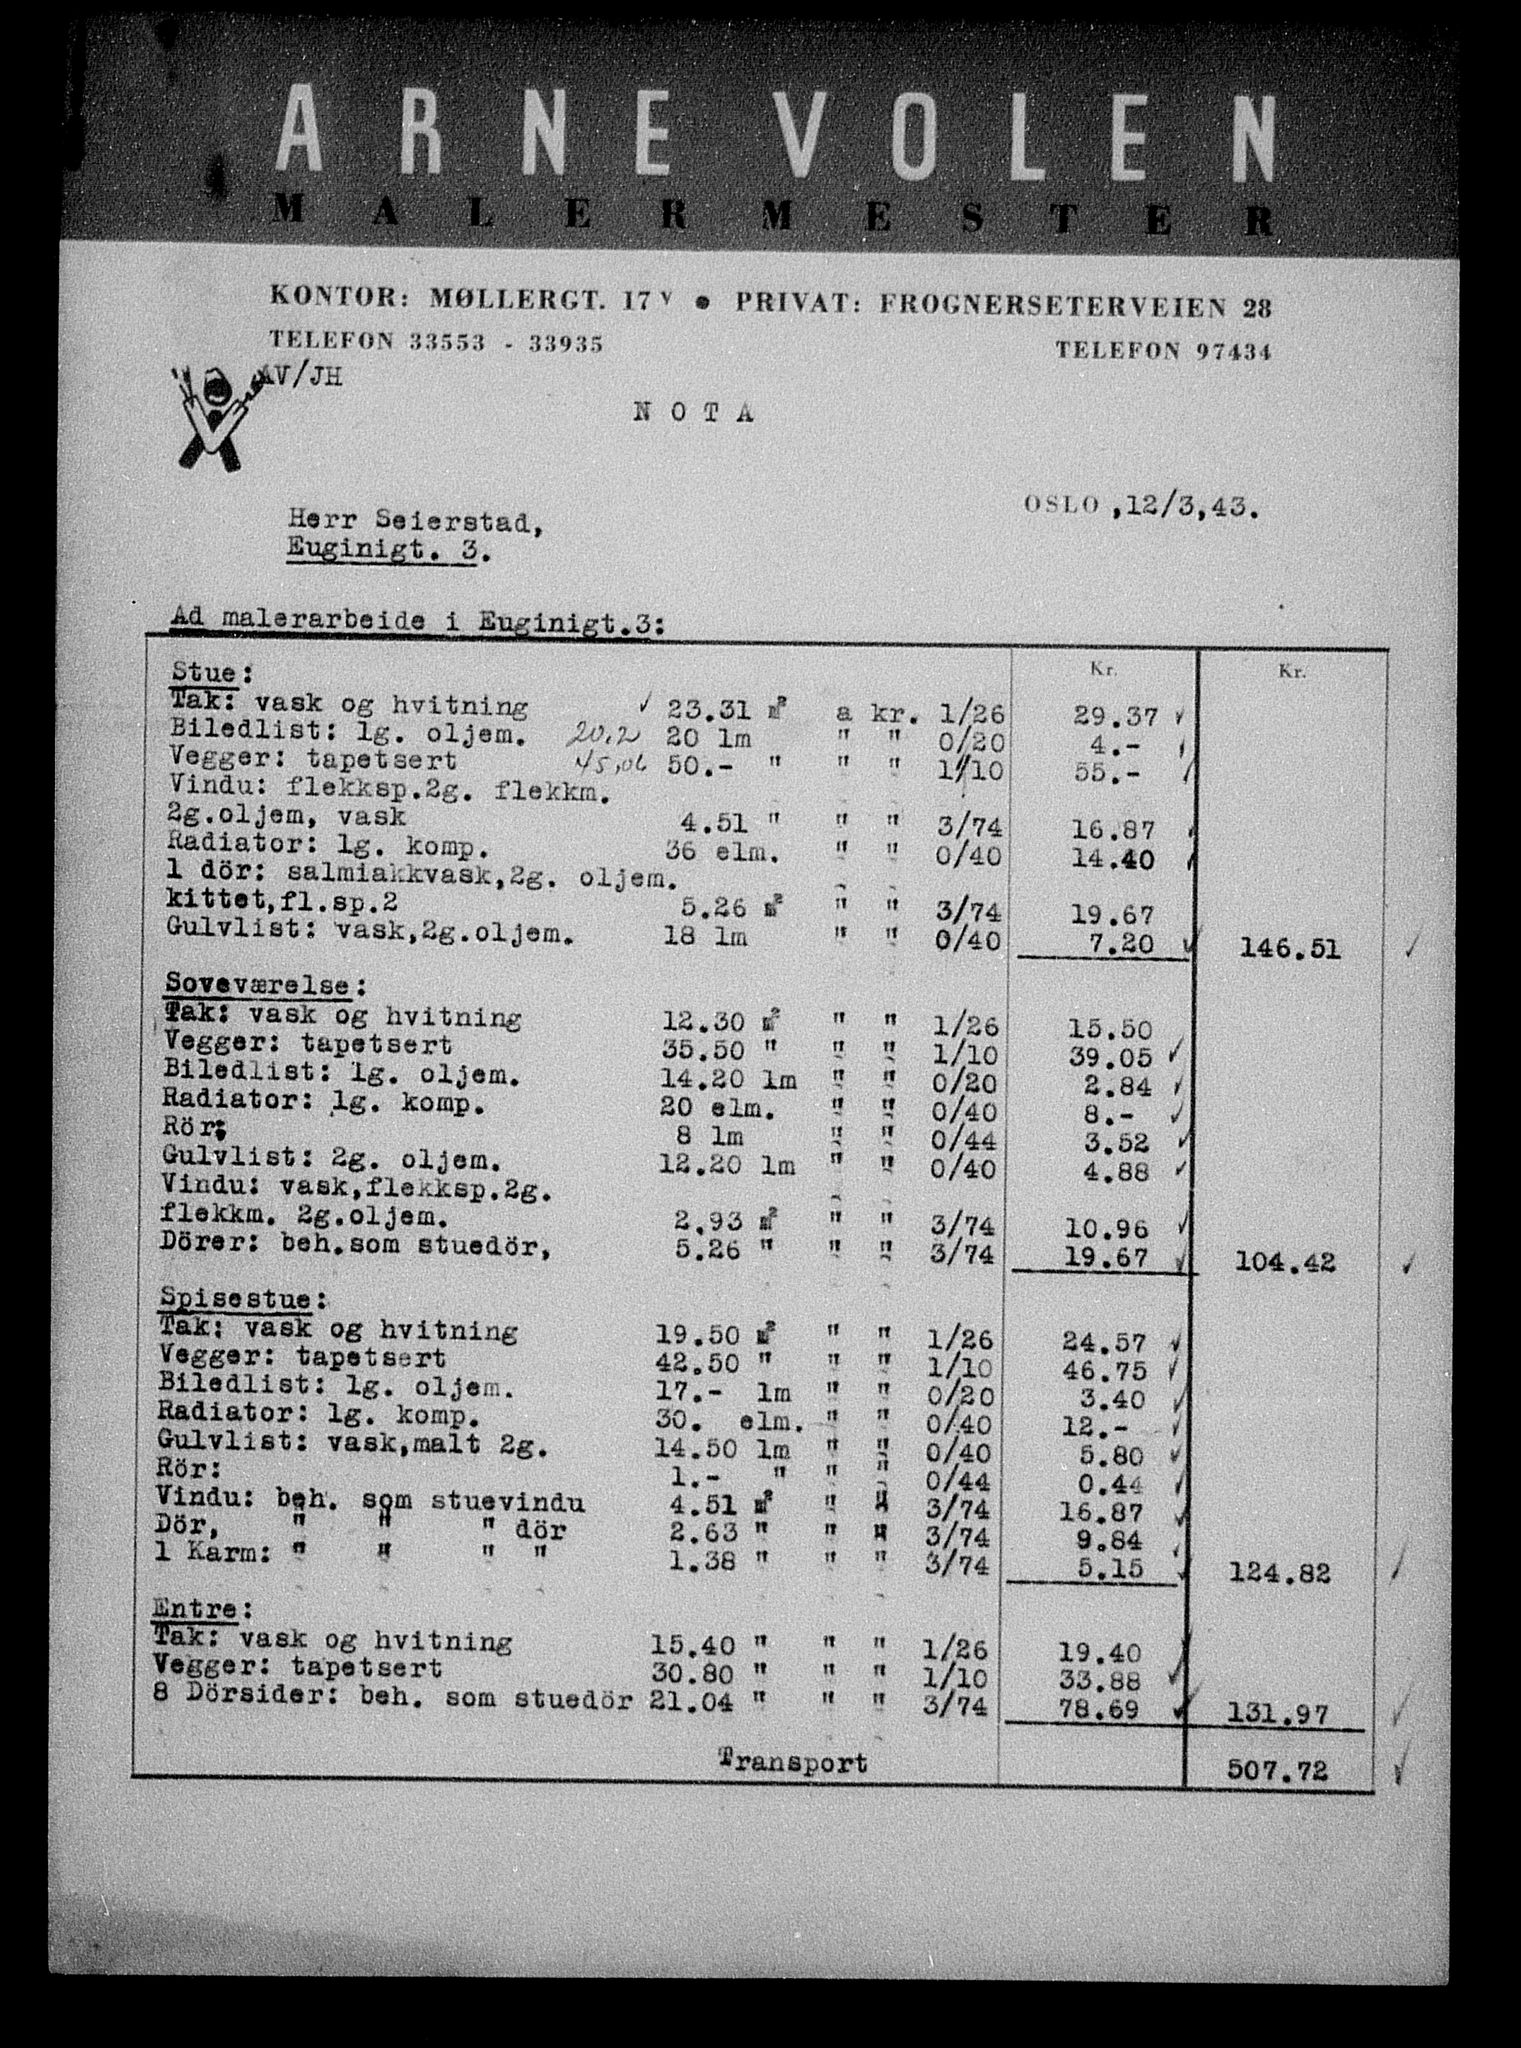 ARNE VOLEN
MALERMESTER
KONTOR: MØLLERGT. 17 V ● PRIVAT: FROGNERSETERVEIEN 28
TELEFON 33553 - 33935 TELEFON 97434
AV/JH
NOTA
OSLO ,12/3,43.
Herr Seierstad,
Euginigt. 3.
Ad malerarbeide i Euginigt.3:
Kr. Kr.
Stue:
Tak: vask og hvitning ✓ 23.31 m² a kr. 1/26 29.37 ✓
Biledlist: 1g. oljem. 20,2 20 lm " " 0/20 4.- ✓
Vegger: tapetsert 45,06 50.- " " " 1/10 55.- ✓
Vindu: flekksp.2g. flekkm.
2g.oljem, vask 4.51 " " " 3/74 16.87 ✓
Radiator: 1g. komp. 36 elm. " " 0/40 14.40 ✓
1 dör: salmiakkvask,2g. oljem.
kittet,fl.sp.2 5.26 m² " " 3/74 19.67
Gulvlist: vask,2g.oljem. 18 lm " " 0/40 7.20 ✓ 146.51 ✓
Soveværelse:
Tak: vask og hvitning 12.30 m² " " 1/26 15.50
Vegger: tapetsert 35.50 " " " 1/10 39.05 ✓
Biledlist: 1g. oljem. 14.20 lm " " 0/20 2.84 ✓
Radiator: 1g. komp. 20 elm. " " 0/40 8.- ✓
Rör: 8 lm " " 0/44 3.52 ✓
Gulvlist: 2g. oljem. 12.20 lm " " 0/40 4.88 ✓
Vindu: vask,flekksp.2g.
flekkm. 2g.oljem. 2.93 m² " " 3/74 10.96 ✓
Dörer: beh.som stuedör, 5.26 " " " 3/74 19.67 ✓ 104.42 ✓
Spisestue:
Tak: vask og hvitning 19.50 m² " " 1/26 24.57 ✓
Vegger: tapetsert 42.50 " " " 1/10 46.75 ✓
Biledlist: 1g. oljem. 17.- lm " " 0/20 3.40 ✓
Radiator: 1g. komp. 30. elm. " " 0/40 12.- ✓
Gulvlist: vask,malt 2g. 14.50 lm " " 0/40 5.80 ✓
Rör: 1.- " " " 0/44 0.44 ✓
Vindu: beh. som stuevindu 4.51 m² " " 3/74 16.87 ✓
Dör, " " " dör 2.63 " " " 3/74 9.84 ✓
1 Karm: " " " " 1.38 " " " 3/74 5.15 ✓ 124.82 ✓
Entre:
Tak: vask og hvitning 15.40 " " " 1/26 19.40 ✓
Vegger: tapetsert 30.80 " " " 1/10 33.88 ✓
8 Dörsider: beh. som stuedör 21.04 " " " 3/74 78.69 ✓ 131.97 ✓
Transport 507.72 ✓